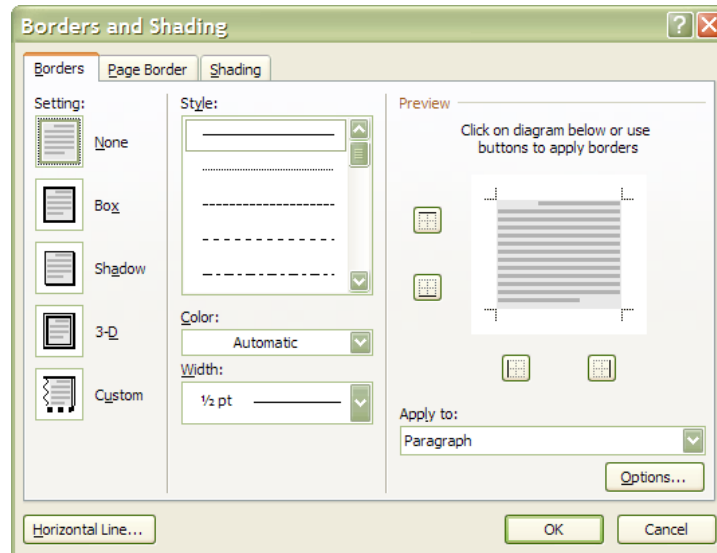 Borders and Shading
Borders
Page Border
Shading
Setting:
None
Box
Shadow
3-D
Custom
Style:
Color:
Automatic
Width:
½ pt
Preview
Click on diagram below or use
buttons to apply borders
Apply to:
Paragraph
Options...
Horizontal Line...
OK
Cancel